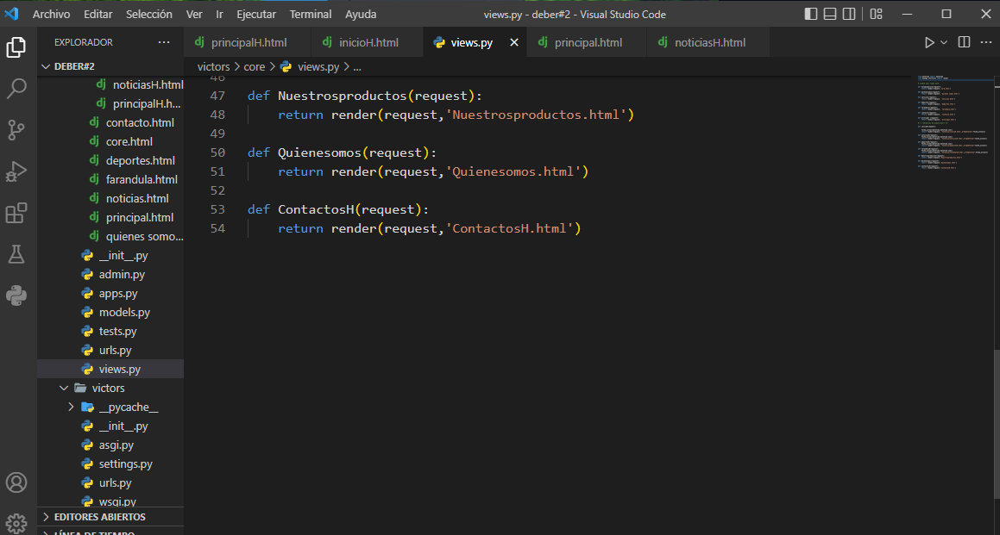 Archivo Editar Selección Ver Ir Ejecutar Terminal Ayuda views.py - deber#2 - Visual Studio Code
EXPLORADOR ...
DEBER#2
noticiasH.html
principalH.h...
contacto.html
core.html
deportes.html
farandula.html
noticias.html
principal.html
quienes somo...
__init__.py
admin.py
apps.py
models.py
tests.py
urls.py
views.py
victors
__pycache__
__init__.py
asgi.py
settings.py
urls.py
wsgi.py
EDITORES ABIERTOS
LÍNEA DE TIEMPO
principalH.html inicioH.html views.py principal.html noticiasH.html
victors > core > views.py > ...
46
47 def Nuestrosproductos(request):
48 return render(request,'Nuestrosproductos.html')
49
50 def Quienesomos(request):
51 return render(request,'Quienesomos.html')
52
53 def ContactosH(request):
54 return render(request,'ContactosH.html')